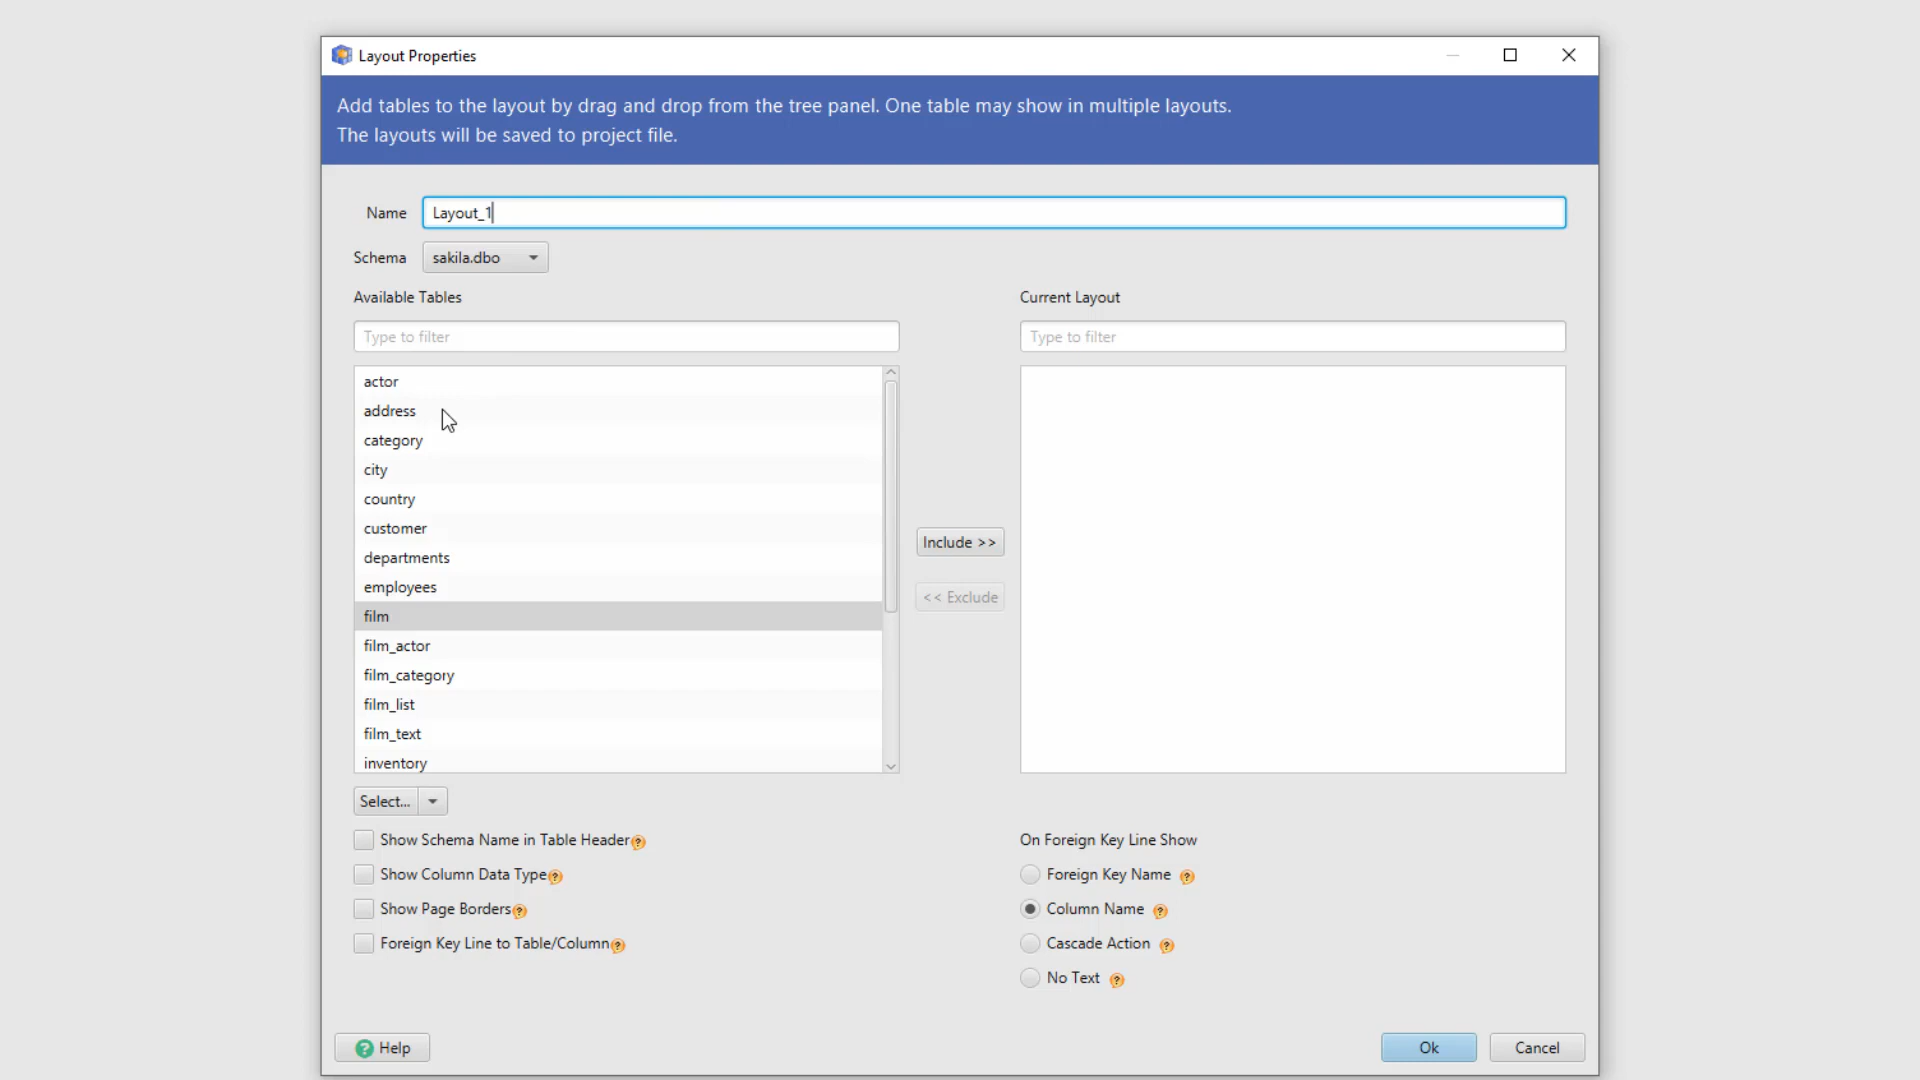 Layout Properties
Add tables to the layout by drag and drop from the tree panel. One table may show in multiple layouts.
The layouts will be saved to project file.
Name
Layout_1
Schema
sakila.dbo
Available Tables
Current Layout
Type to filter
Type to filter
actor
address
category
city
country
customer
departments
employees
film
film_actor
film_category
film_list
film_text
inventory
Include >>
<< Exclude
Select...
Show Schema Name in Table Header
Show Column Data Type
Show Page Borders
Foreign Key Line to Table/Column
On Foreign Key Line Show
Foreign Key Name
Column Name
Cascade Action
No Text
Help
Ok
Cancel